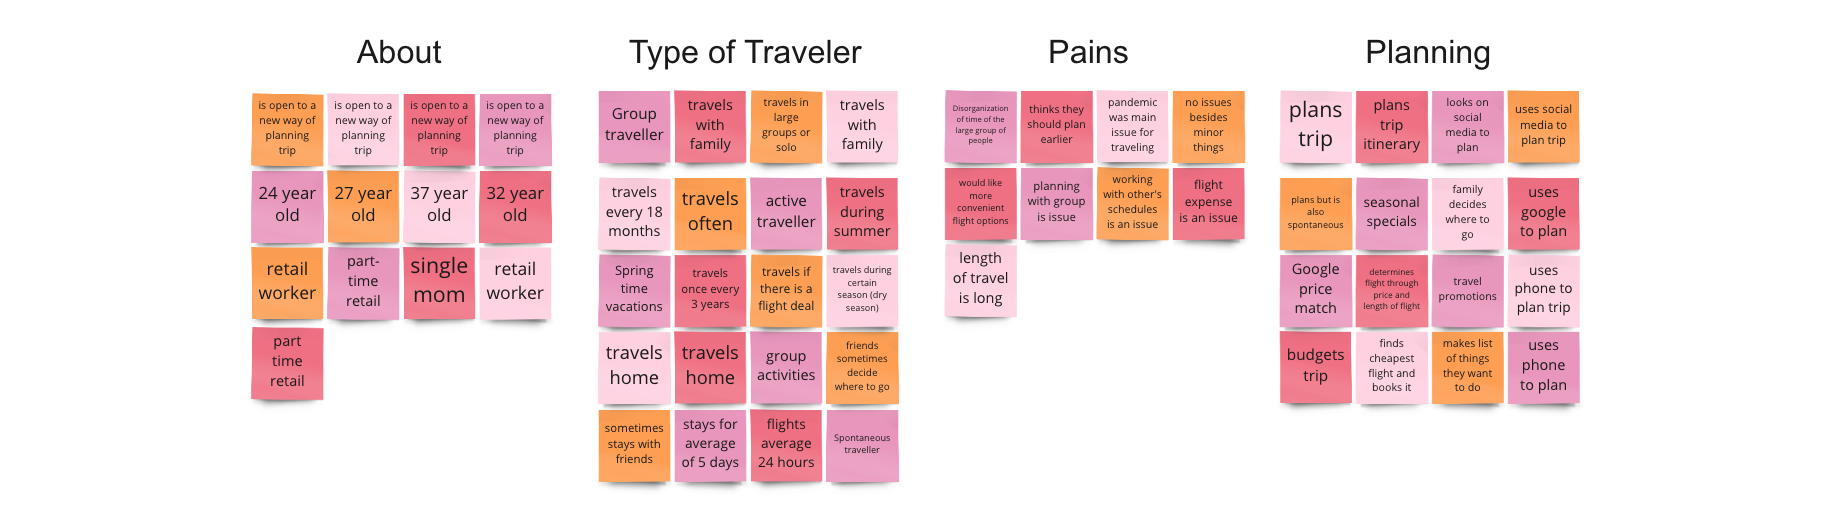 About
is open to a
new way of
planning
trip
is open to a
new way of
planning
trip
is open to a
new way of
planning
trip
is open to a
new way of
planning
trip
24 year
old
27 year
old
37 year
old
32 year
old
retail
worker
part-
time
retail
single
mom
retail
worker
part
time
retail
Type of Traveler
Group
traveller
travels
with
family
travels in
large
groups or
solo
travels
with
family
travels
every 18
months
travels
often
active
traveller
travels
during
summer
Spring
time
vacations
travels
once every
3 years
travels if
there is a
flight deal
travels during
certain
season (dry
season)
travels
home
travels
home
group
activities
friends
sometimes
decide
where to go
sometimes
stays with
friends
stays for
average
of 5 days
flights
average
24 hours
Spontaneous
traveller
Pains
Disorganization
of time of the
large group of
people
thinks they
should plan
earlier
pandemic
was main
issue for
traveling
no issues
besides
minor
things
would like
more
convenient
flight options
planning
with group
is issue
working
with other's
schedules
is an issue
flight
expense
is an issue
length
of travel
is long
Planning
plans
trip
plans
trip
itinerary
looks on
social
media to
plan
uses social
media to
plan trip
plans but is
also
spontaneous
seasonal
specials
family
decides
where to
go
uses
google
to plan
Google
price
match
determines
flight through
price and
length of flight
travel
promotions
uses
phone to
plan trip
budgets
trip
finds
cheapest
flight and
books it
makes list
of things
they want
to do
uses
phone
to plan